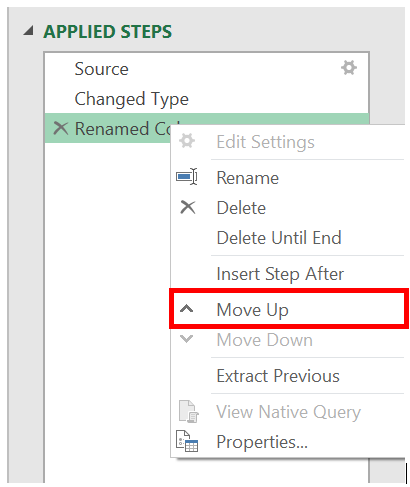 APPLIED STEPS
Source
Changed Type
Renamed Co
Edit Settings
Rename
Delete
Delete Until End
Insert Step After
Move Up
Move Down
Extract Previous
View Native Query
Properties...